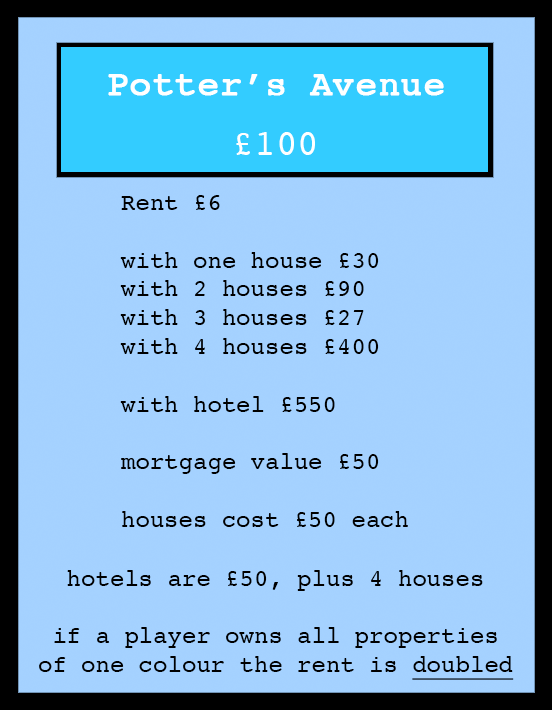 Potter’s Avenue
£100
Rent £6
with one house £30
with 2 houses £90
with 3 houses £27
with 4 houses £400
with hotel £550
mortgage value £50
houses cost £50 each
hotels are £50, plus 4 houses
if a player owns all properties
of one colour the rent is doubled